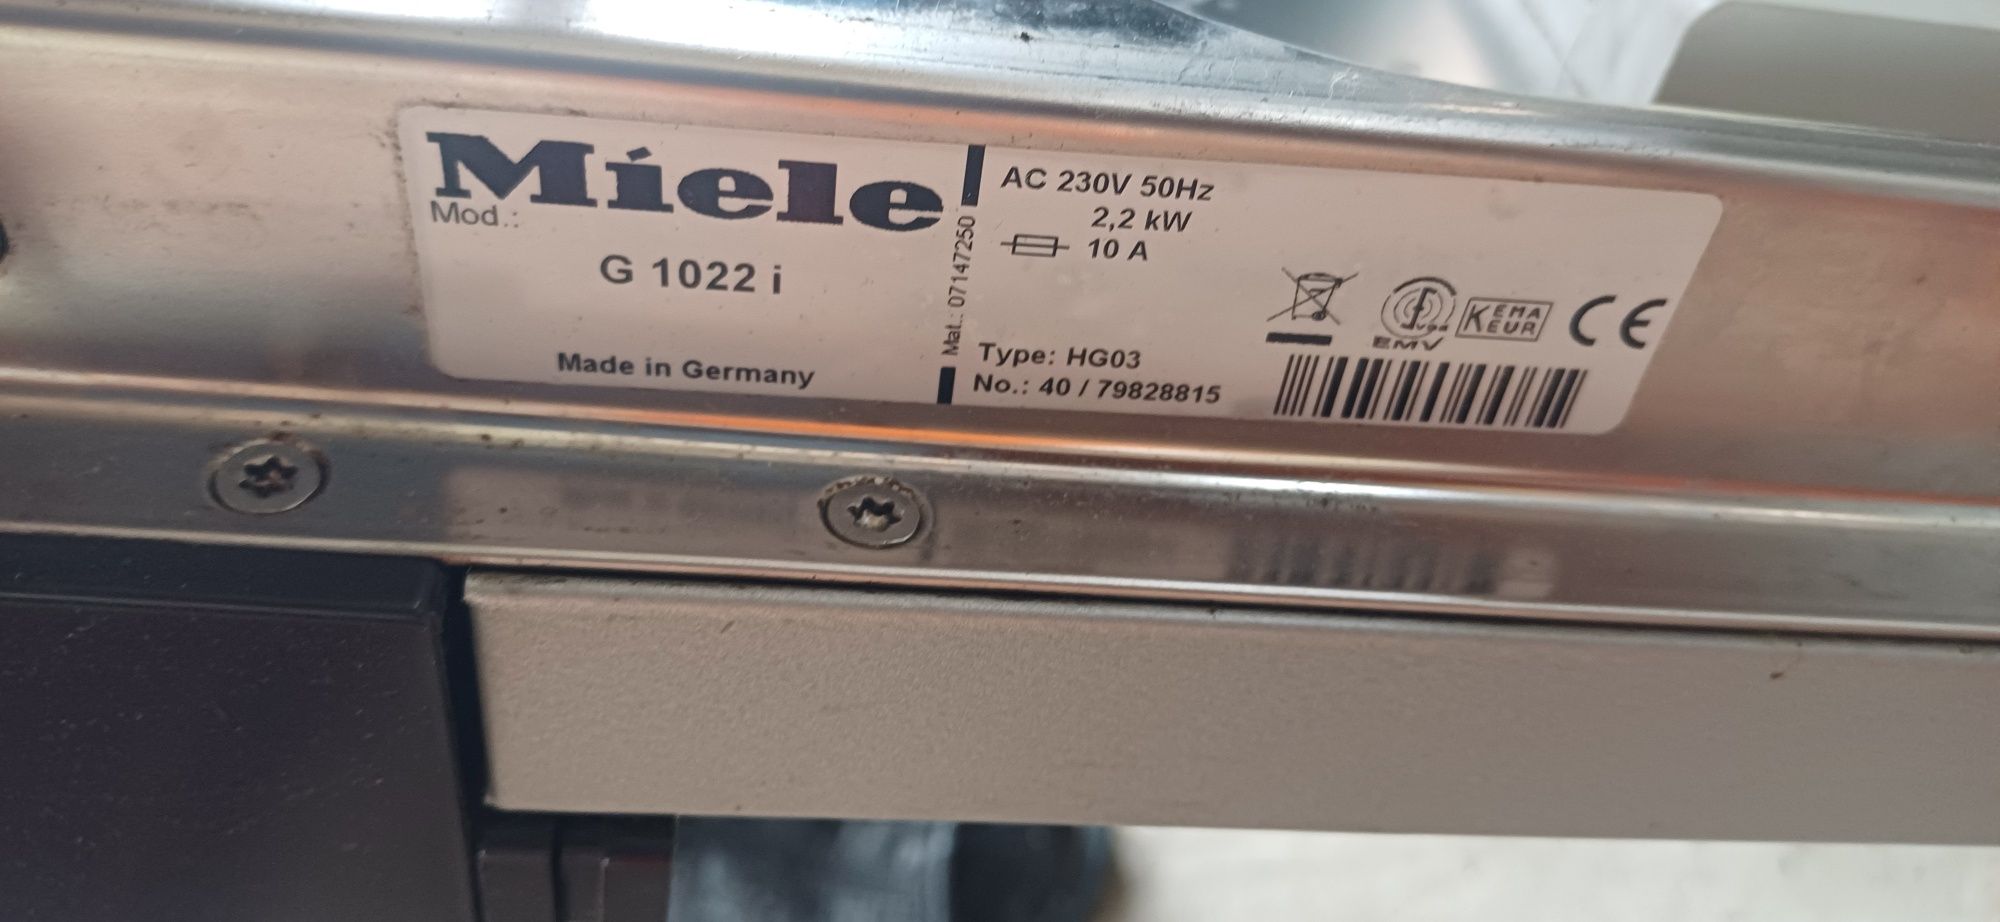 Miele
Mod.:
G 1022 i
Made in Germany
Mat.: 07147250
AC 230V 50Hz
2,2 kW
10 A
Type: HG03
No.: 40 / 79828815
EMV
KEMA
EUR
CE